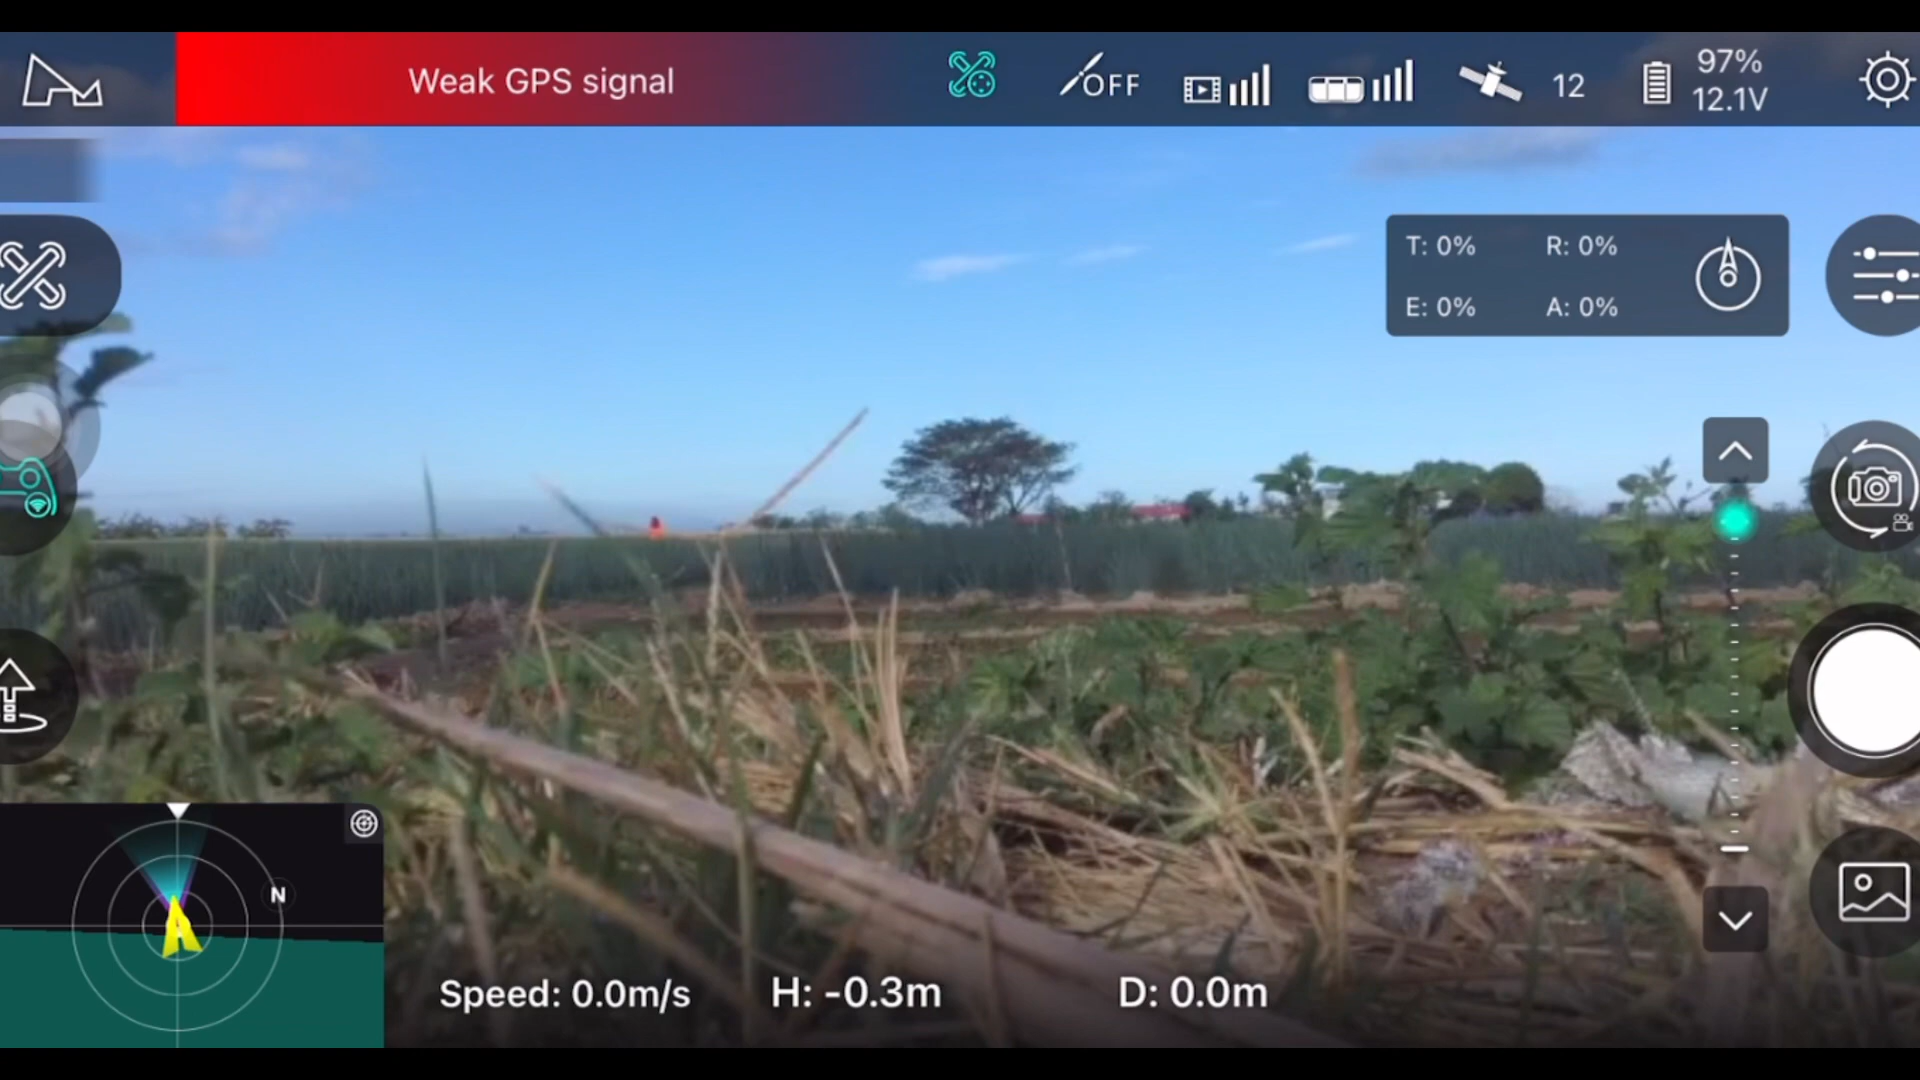 Weak GPS signal
OFF
12
97%
12.1V
T: 0% R: 0%
E: 0% A: 0%
N
Speed: 0.0m/s H: -0.3m D: 0.0m